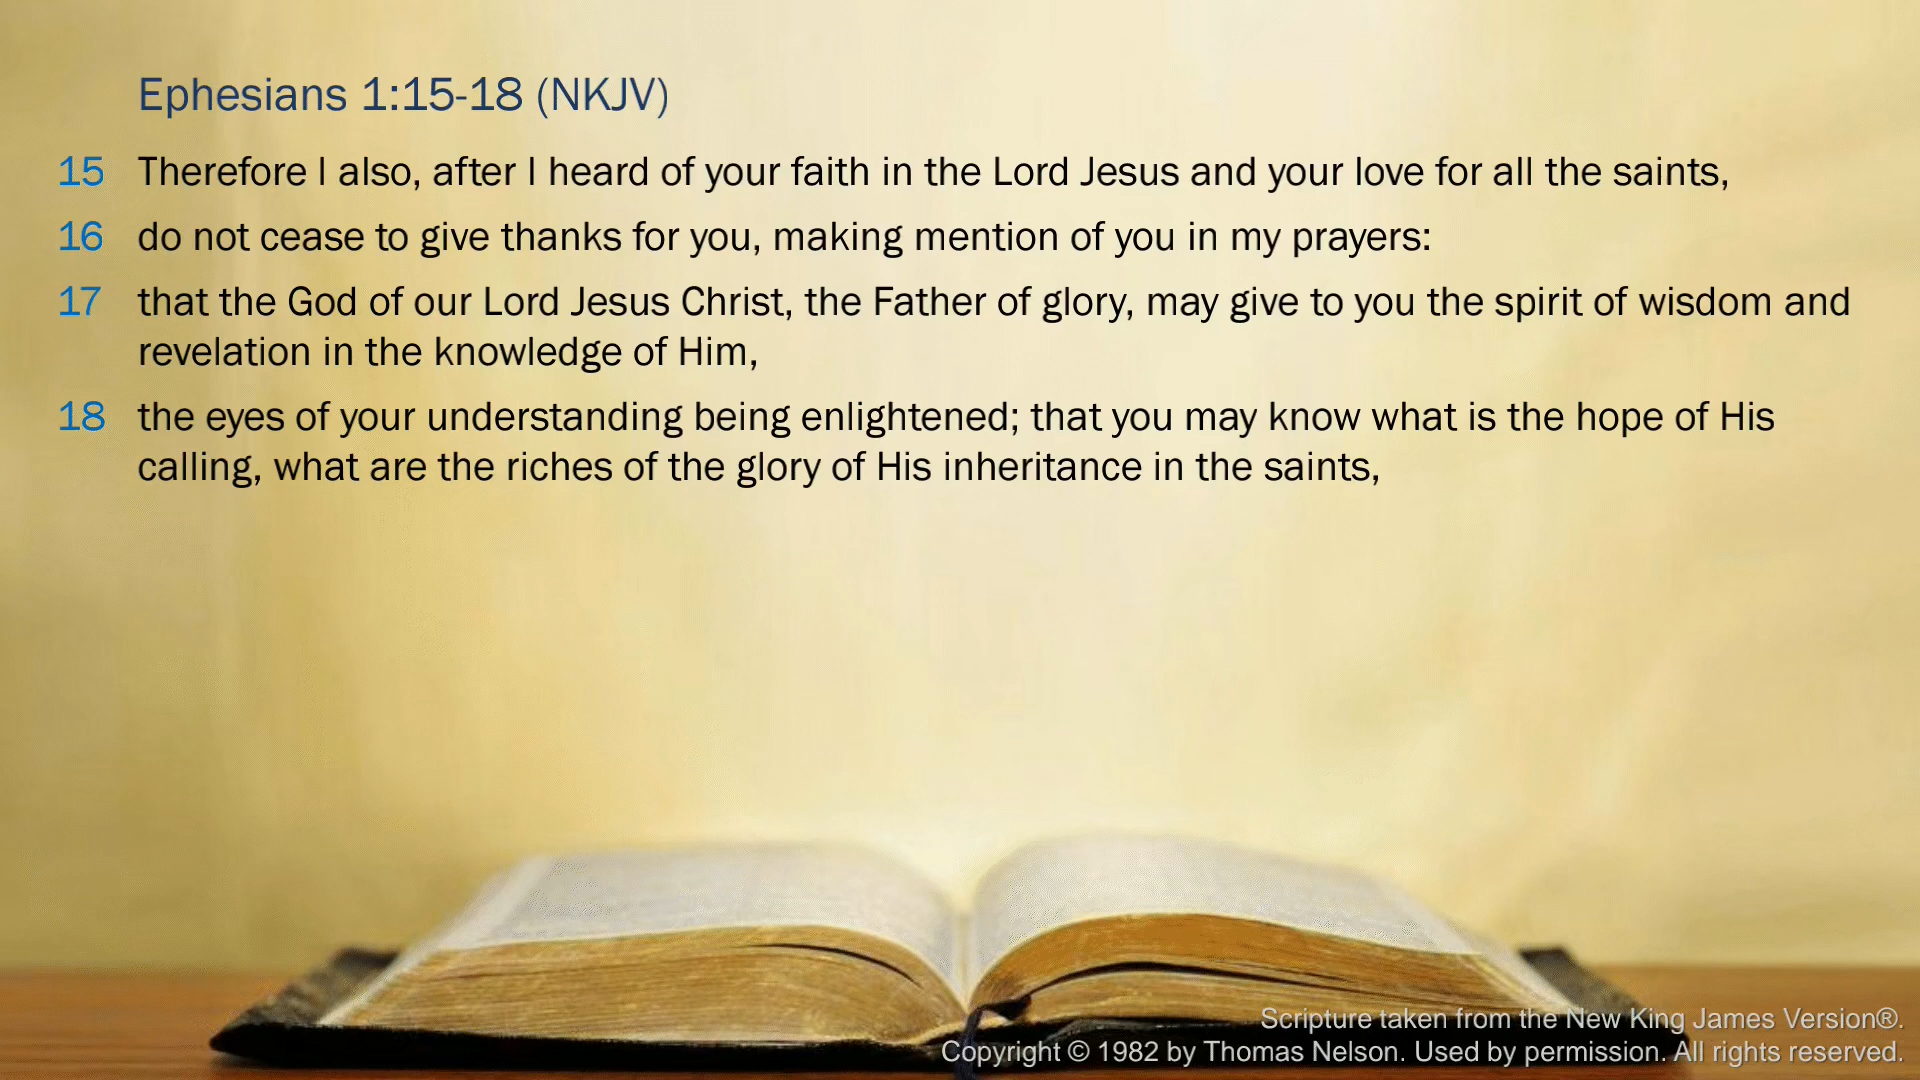 Ephesians 1:15-18 (NKJV)
15 Therefore I also, after I heard of your faith in the Lord Jesus and your love for all the saints,
16 do not cease to give thanks for you, making mention of you in my prayers:
17 that the God of our Lord Jesus Christ, the Father of glory, may give to you the spirit of wisdom and
revelation in the knowledge of Him,
18 the eyes of your understanding being enlightened; that you may know what is the hope of His
calling, what are the riches of the glory of His inheritance in the saints,
Scripture taken from the New King James Version®.
Copyright © 1982 by Thomas Nelson. Used by permission. All rights reserved.